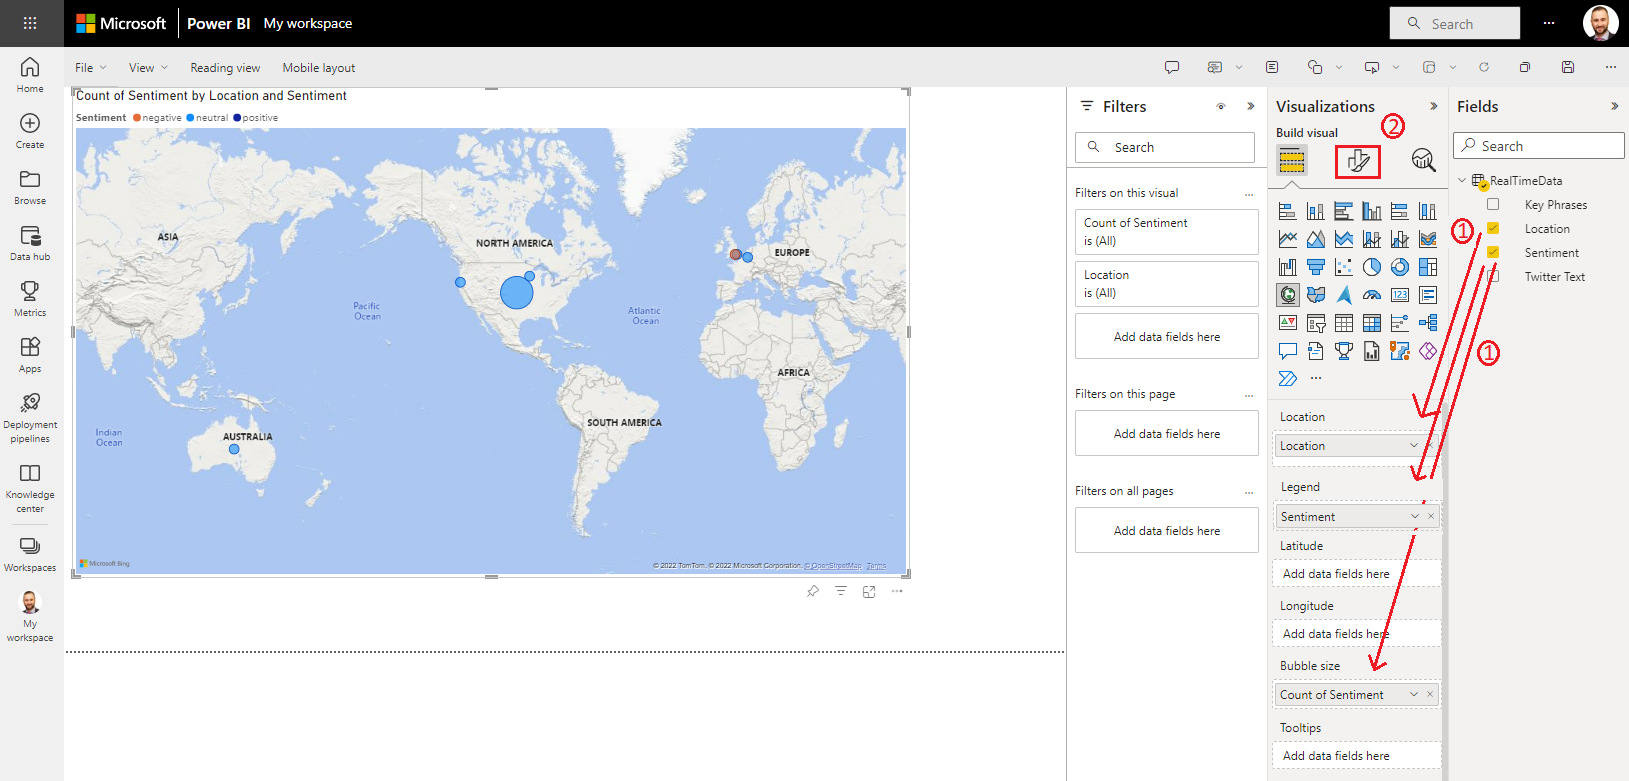 Microsoft Power BI My workspace
Search
...
Home
Create
Browse
Data hub
Metrics
Apps
Deployment
pipelines
Knowledge
center
Workspaces
My
workspace
File View Reading view Mobile layout
...
Count of Sentiment by Location and Sentiment
Sentiment negative neutral positive
ASIA
NORTH AMERICA
EUROPE
Pacific
Ocean
Atlantic
Ocean
AFRICA
SOUTH AMERICA
Indian
Ocean
AUSTRALIA
Microsoft Bing
© 2022 TomTom, © 2022 Microsoft Corporation, © OpenStreetMap Terms
...
Filters
Search
Filters on this visual ...
Count of Sentiment
is (All)
Location
is (All)
Add data fields here
Filters on this page ...
Add data fields here
Filters on all pages ...
Add data fields here
Visualizations
Build visual
2
123
...
Location
Location
Legend
Sentiment
Latitude
Add data fields here
Longitude
Add data fields here
Bubble size
Count of Sentiment
Tooltips
Add data fields here
Fields
Search
RealTimeData
Key Phrases
1
Location
Sentiment
Twitter Text
1